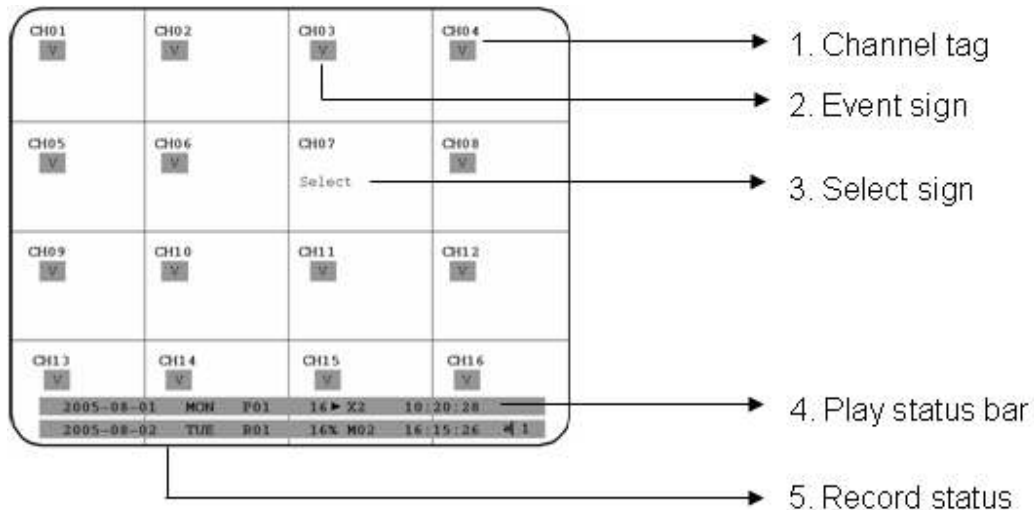 CH01 CH02 CH03 CH04
V V V V
1. Channel tag
2. Event sign
CH05 CH06 CH07 CH08
V V V
Select
3. Select sign
CH09 CH10 CH11 CH12
V V V V
CH13 CH14 CH15 CH16
V V V V
2005-08-01 MON P01 16► X2 10:20:28
4. Play status bar
2005-08-02 TUE R01 16% M02 16:15:26 1
5. Record status